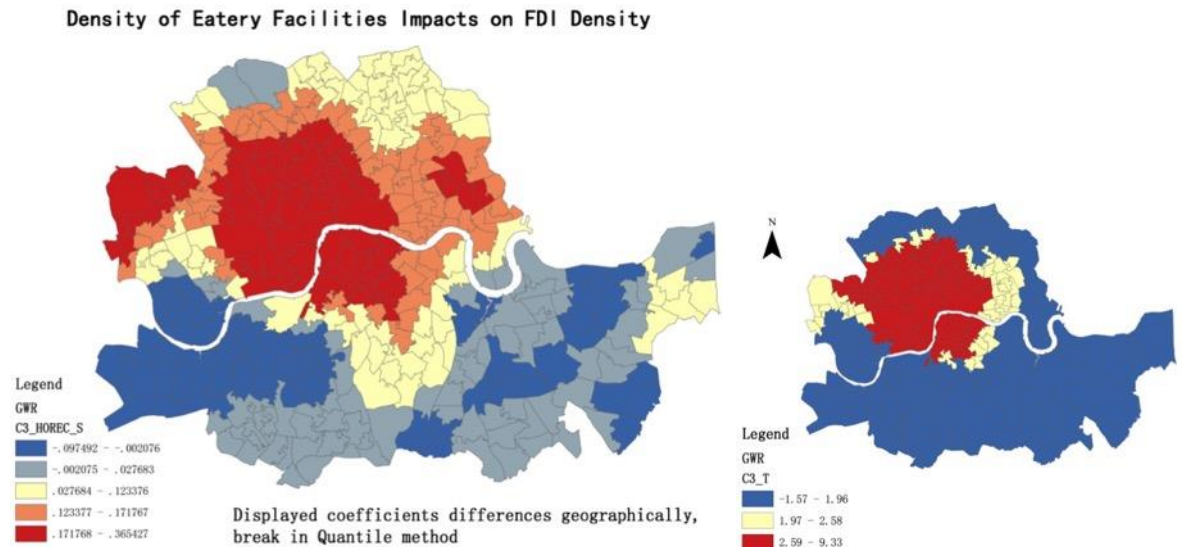 Density of Eatery Facilities Impacts on FDI Density
N
Legend
GWR
C3_HOREC_S
-.097492 - -.002076
-.002075 - .027683
.027684 - .123376
.123377 - .171767
.171768 - .365427
Displayed coefficients differences geographically,
break in Quantile method
Legend
GWR
C3_T
-1.57 - 1.96
1.97 - 2.58
2.59 - 9.33